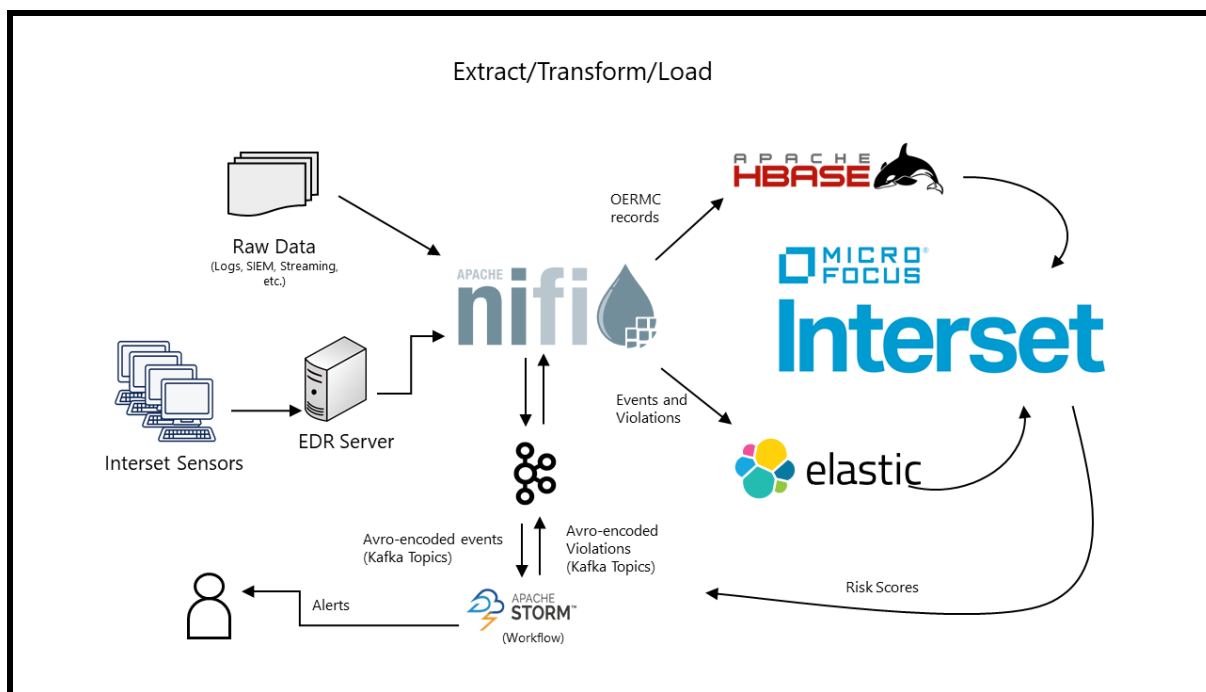 Extract/Transform/Load
APACHE
HBASE
OERMC
records
Raw Data
(Logs, SIEM, Streaming,
etc.)
APACHE
nifi
MICRO
FOCUS®
Interset
EDR Server
Interset Sensors
Events and
Violations
elastic
Avro-encoded events
(Kafka Topics)
Avro-encoded
Violations
(Kafka Topics)
Alerts
APACHE
STORM™
(Workflow)
Risk Scores